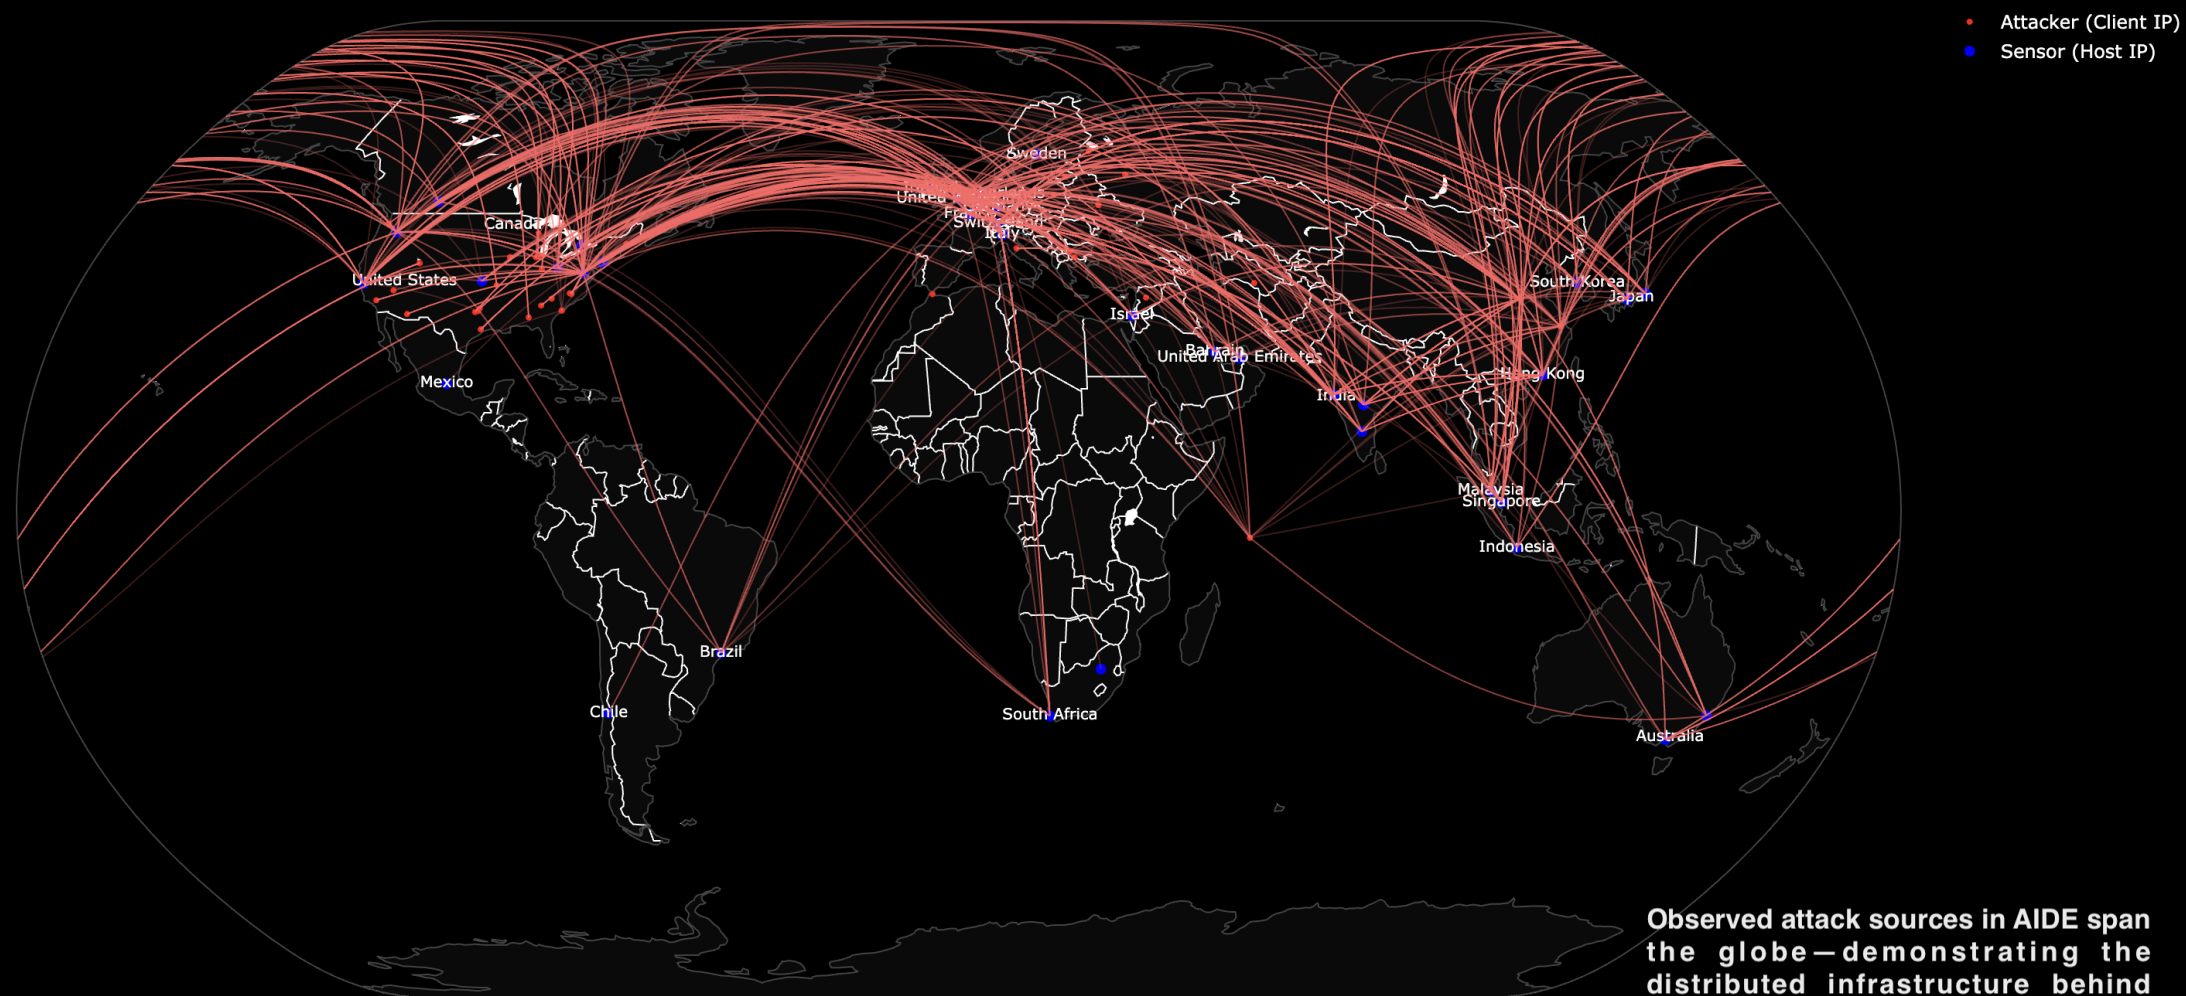 Attacker (Client IP)
Sensor (Host IP)
Sweden
United
Canada
Swi
Italy
United States
South Korea
Japan
Israel
Bahrain
United Arab Emirates
Hong Kong
Mexico
India
Malaysia
Singapore
Indonesia
Brazil
Chile
South Africa
Australia
Observed attack sources in AIDE span
the globe—demonstrating the
distributed infrastructure behind